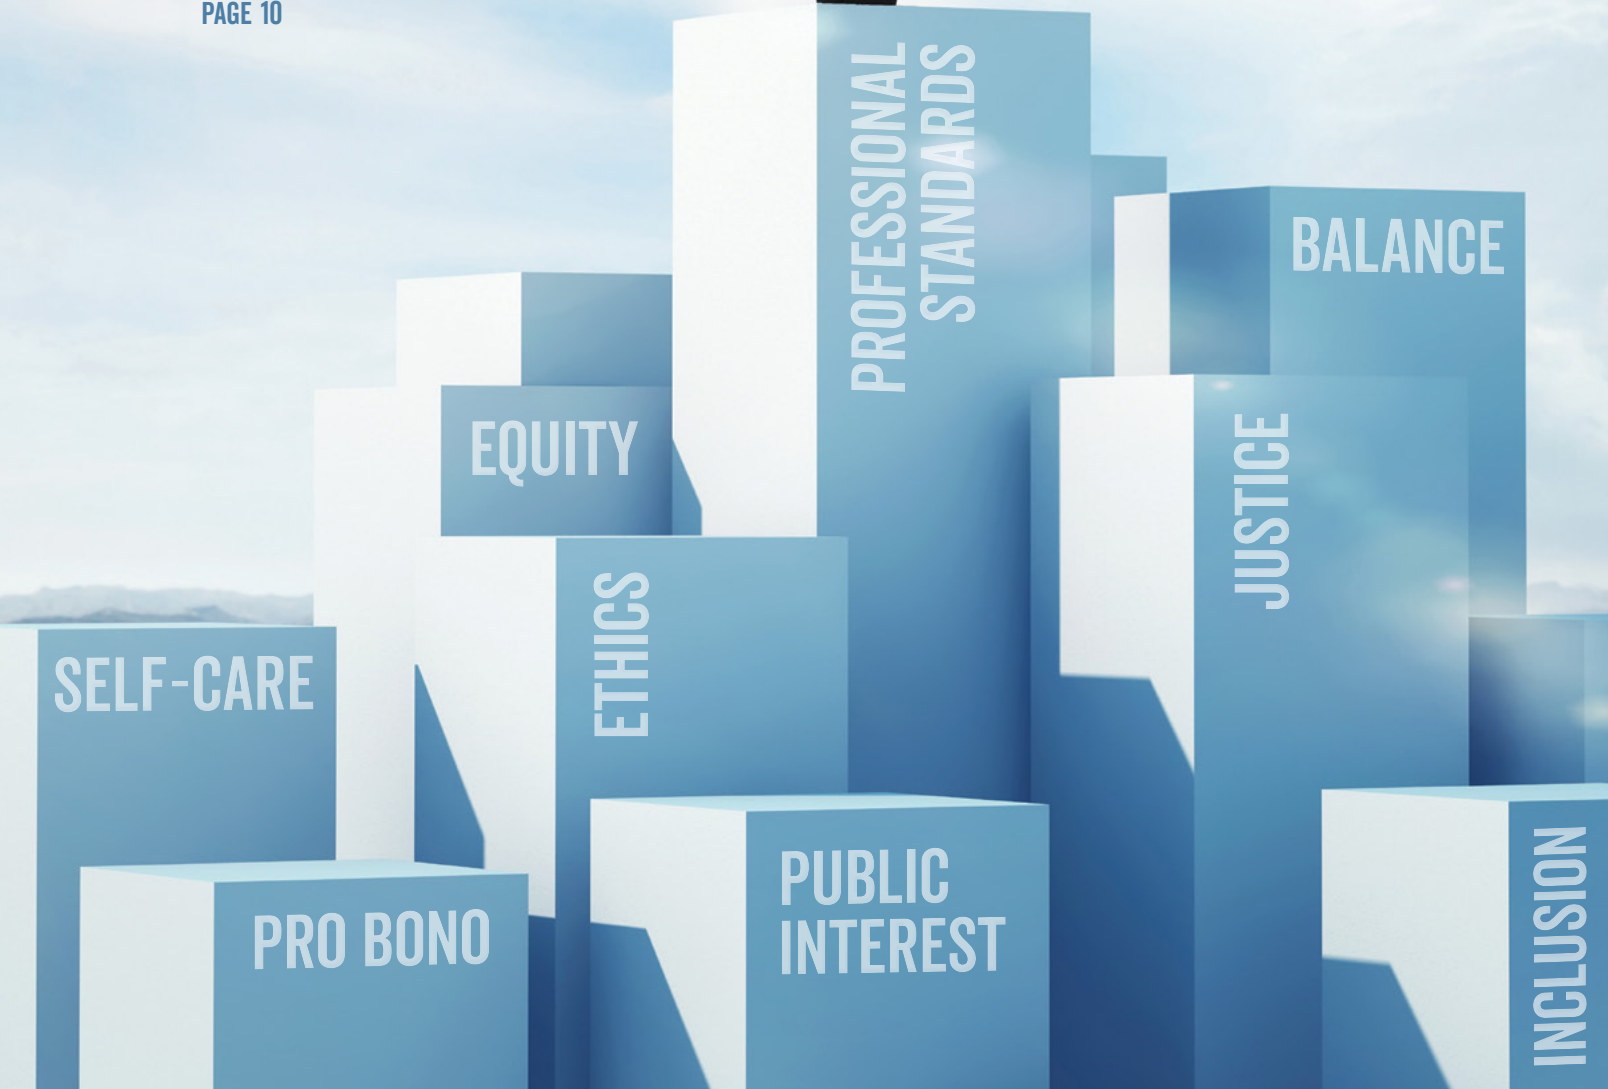 PAGE 10
PROFESSIONAL
STANDARDS
BALANCE
EQUITY
JUSTICE
ETHICS
SELF-CARE
PUBLIC
INTEREST
PRO BONO
INCLUSION